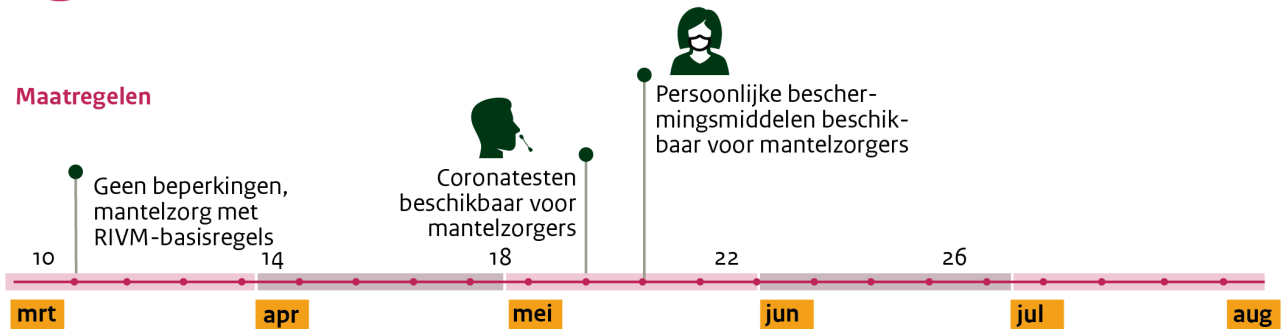 Maatregelen
Geen beperkingen,
mantelzorg met
RIVM-basisregels
Coronatesten
beschikbaar voor
mantelzorgers
Persoonlijke bescher-
mingsmiddelen beschik-
baar voor mantelzorgers
10 14 18 22 26
mrt apr mei jun jul aug